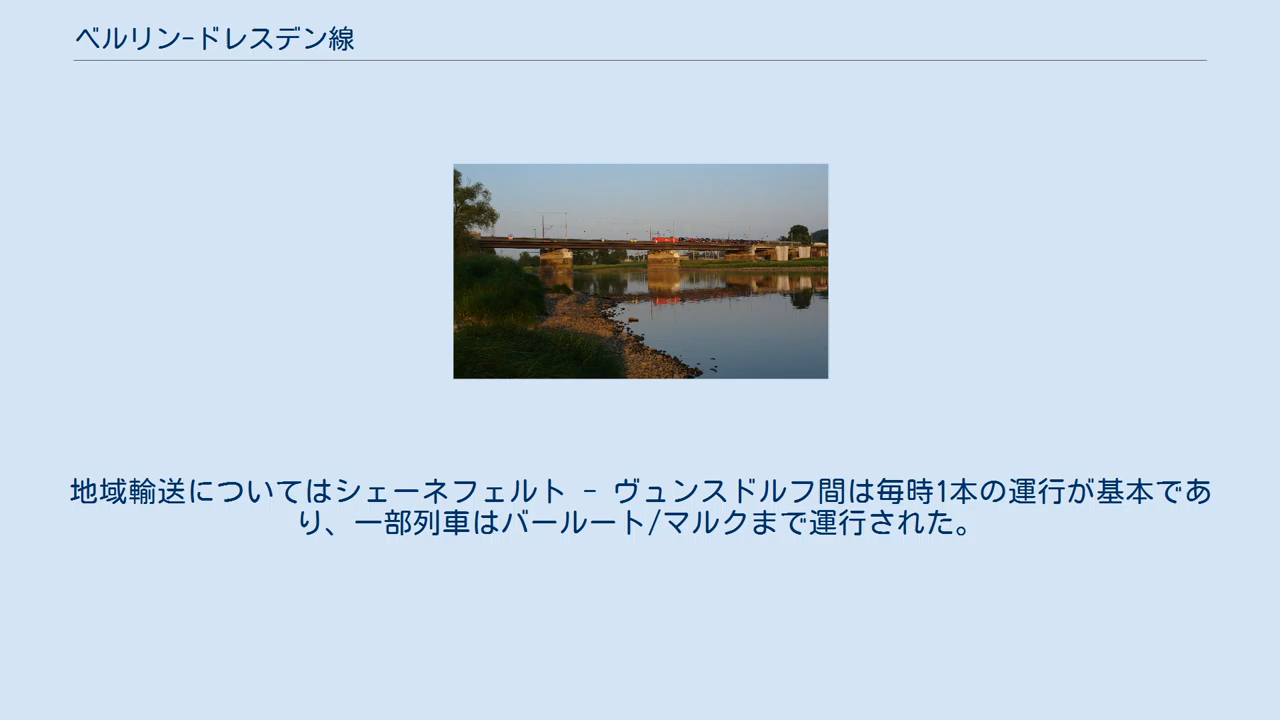 ベルリン-ドレスデン線
地域輸送についてはシェーネフェルト - ヴュンスドルフ間は毎時1本の運行が基本であ
り、一部列車はバールート/マルクまで運行された。